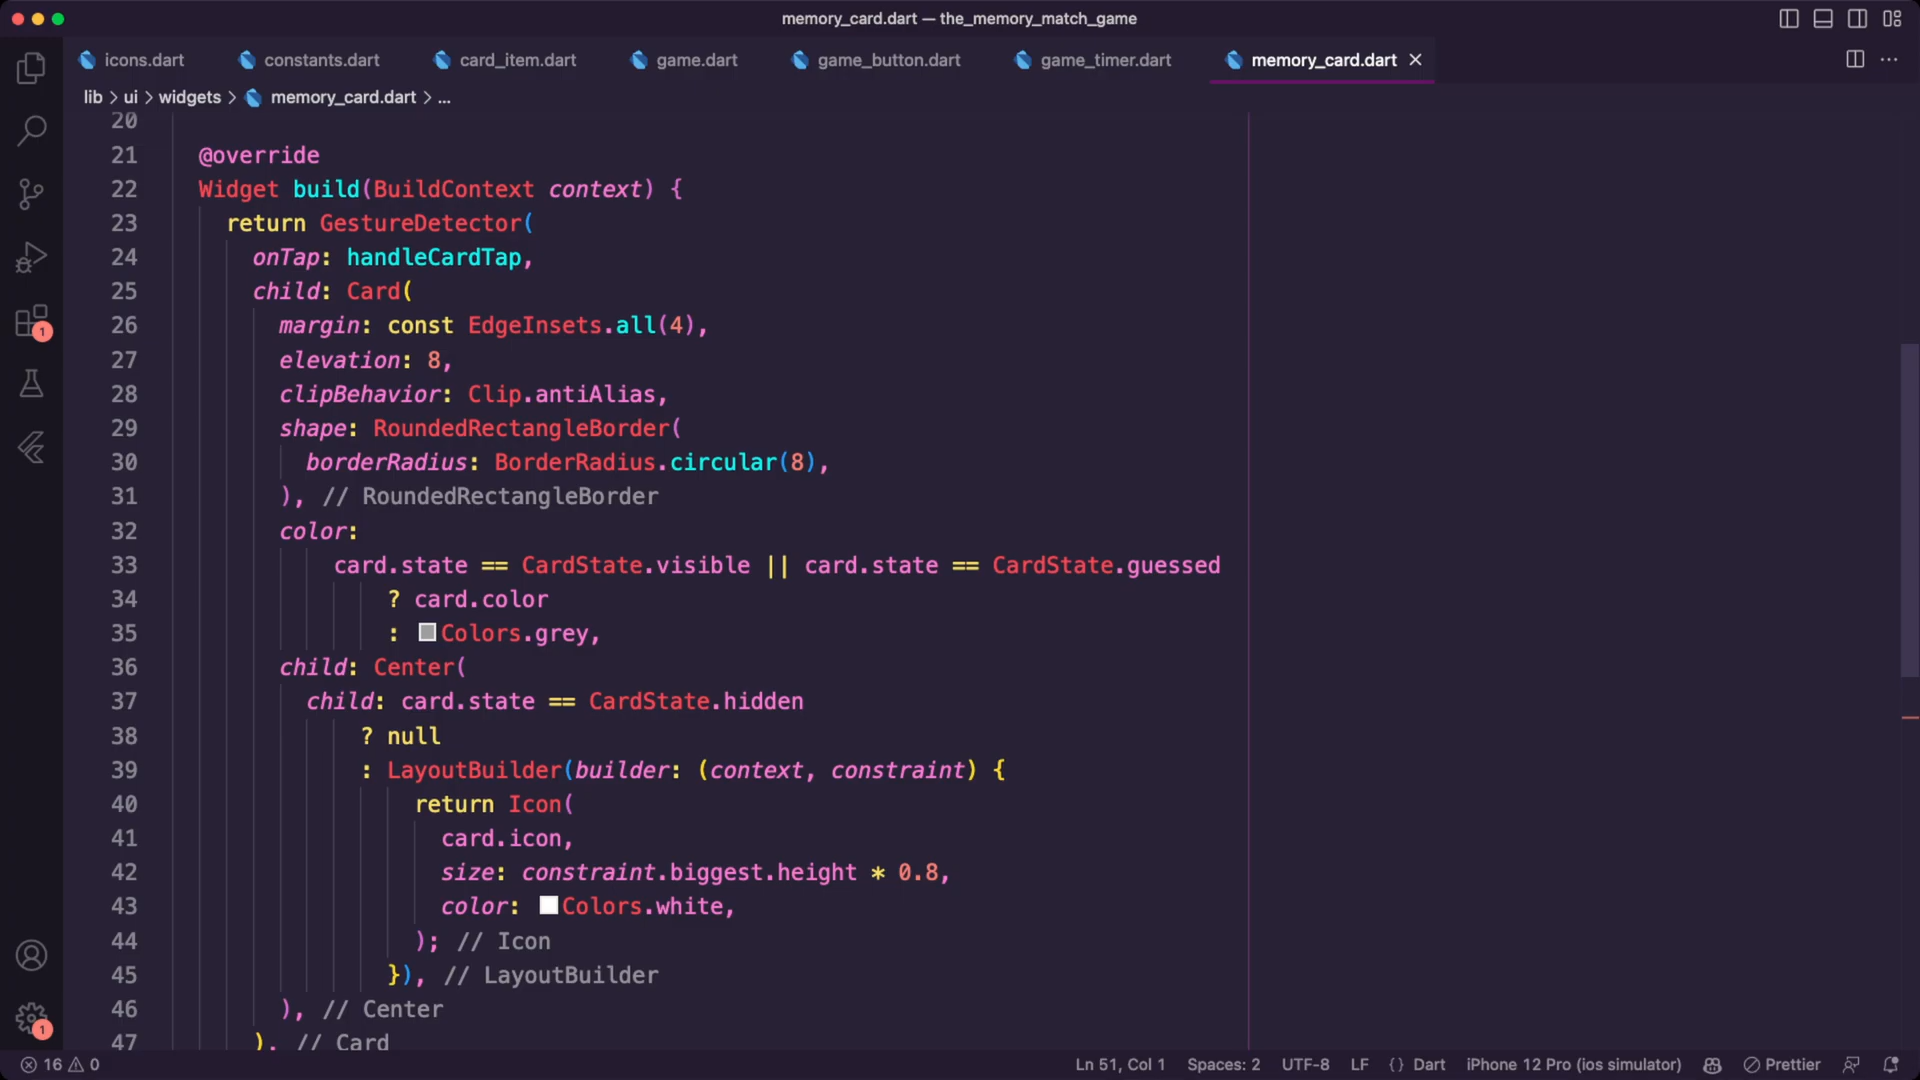 memory_card.dart — the_memory_match_game
icons.dart constants.dart card_item.dart game.dart game_button.dart game_timer.dart memory_card.dart
lib > ui > widgets > memory_card.dart > ...
20
21 @override
22 Widget build(BuildContext context) {
23 return GestureDetector(
24 onTap: handleCardTap,
25 child: Card(
26 margin: const EdgeInsets.all(4),
27 elevation: 8,
28 clipBehavior: Clip.antiAlias,
29 shape: RoundedRectangleBorder(
30 borderRadius: BorderRadius.circular(8),
31 ), // RoundedRectangleBorder
32 color:
33 card.state == CardState.visible || card.state == CardState.guessed
34 ? card.color
35 : Colors.grey,
36 child: Center(
37 child: card.state == CardState.hidden
38 ? null
39 : LayoutBuilder(builder: (context, constraint) {
40 return Icon(
41 card.icon,
42 size: constraint.biggest.height * 0.8,
43 color: Colors.white,
44 ); // Icon
45 }), // LayoutBuilder
46 ), // Center
47 ), // Card
1
1
16 0 Ln 51, Col 1 Spaces: 2 UTF-8 LF {} Dart iPhone 12 Pro (ios simulator) Prettier